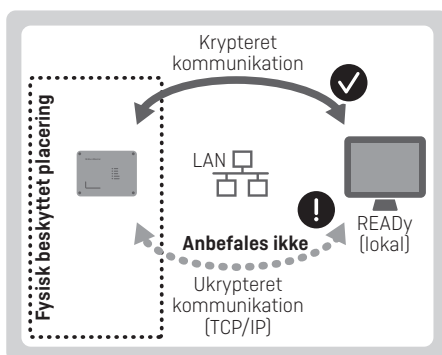 Krypteret
kommunikation
Fysisk beskyttet placering
LAN
READy
(lokal)
Anbefales ikke
Ukrypteret
kommunikation
(TCP/IP)